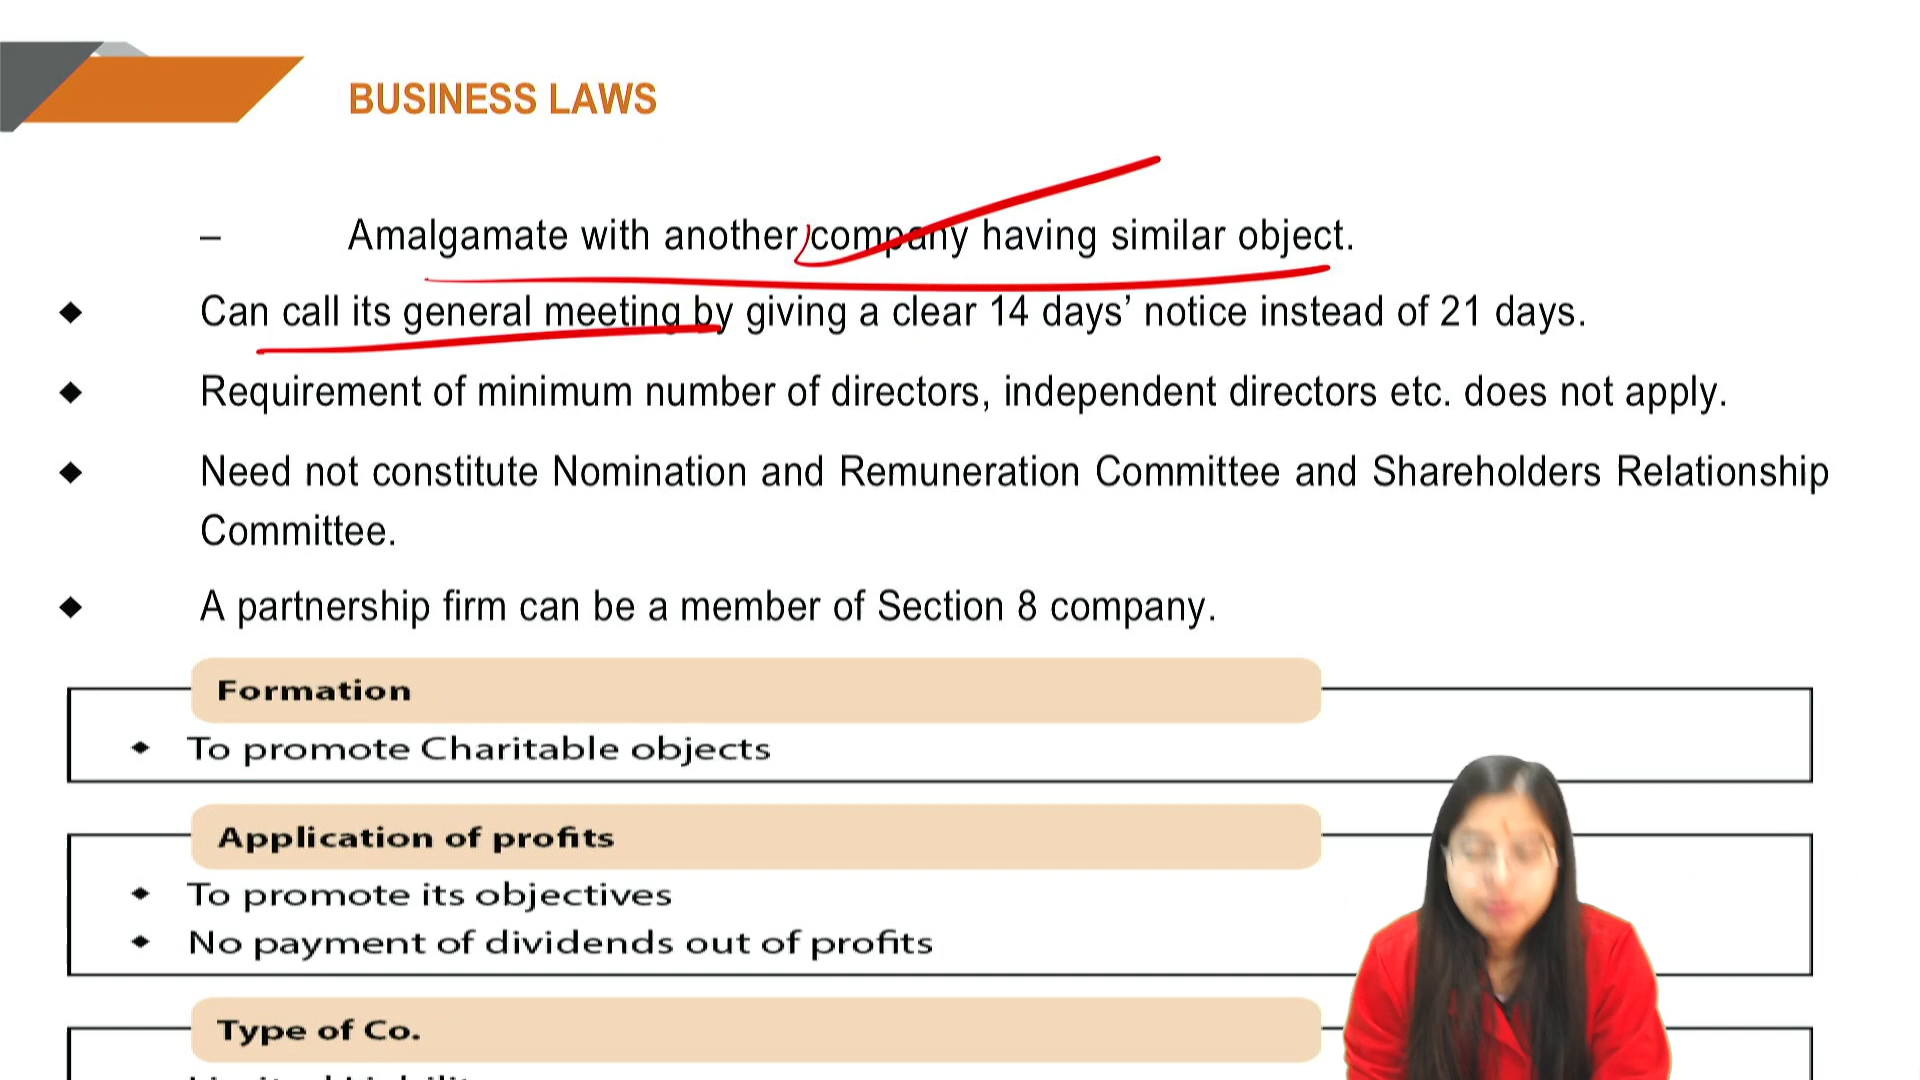 BUSINESS LAWS
– Amalgamate with another company having similar object.
◆ Can call its general meeting by giving a clear 14 days’ notice instead of 21 days.
◆ Requirement of minimum number of directors, independent directors etc. does not apply.
◆ Need not constitute Nomination and Remuneration Committee and Shareholders Relationship
Committee.
◆ A partnership firm can be a member of Section 8 company.
Formation
◆ To promote Charitable objects
Application of profits
◆ To promote its objectives
◆ No payment of dividends out of profits
Type of Co.